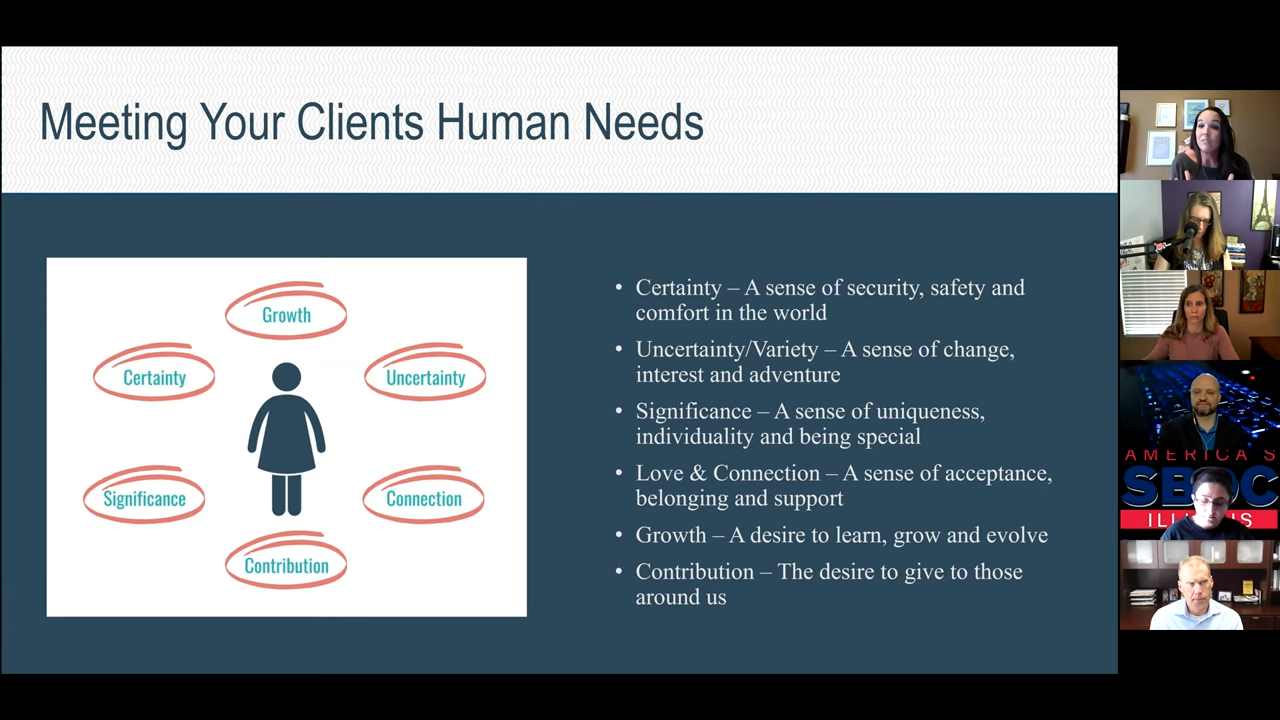 Meeting Your Clients Human Needs
Growth
Certainty
Uncertainty
Significance
Connection
Contribution
• Certainty – A sense of security, safety and
comfort in the world
• Uncertainty/Variety – A sense of change,
interest and adventure
• Significance – A sense of uniqueness,
individuality and being special
• Love & Connection – A sense of acceptance,
belonging and support
• Growth – A desire to learn, grow and evolve
• Contribution – The desire to give to those
around us
AMERICA'S